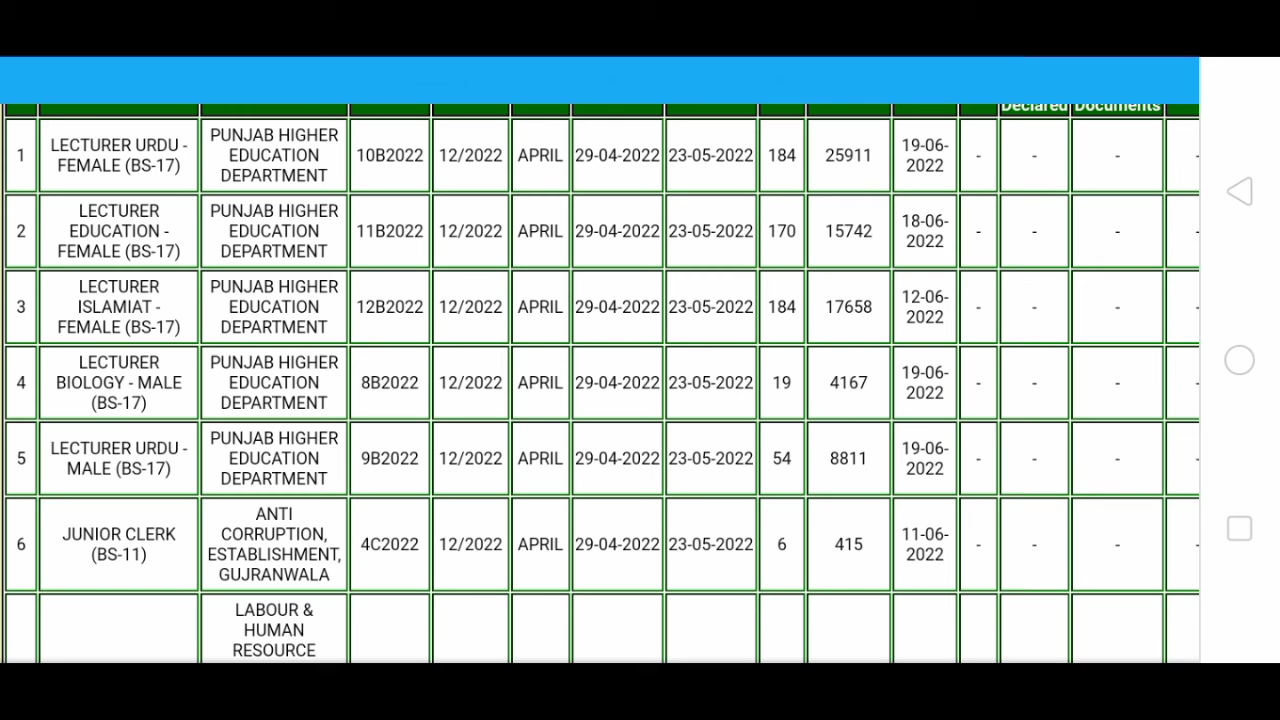 Declared Documents
1 LECTURER URDU - FEMALE (BS-17) PUNJAB HIGHER EDUCATION DEPARTMENT 10B2022 12/2022 APRIL 29-04-2022 23-05-2022 184 25911 19-06-2022 - - - -
2 LECTURER EDUCATION - FEMALE (BS-17) PUNJAB HIGHER EDUCATION DEPARTMENT 11B2022 12/2022 APRIL 29-04-2022 23-05-2022 170 15742 18-06-2022 - - - -
3 LECTURER ISLAMIAT - FEMALE (BS-17) PUNJAB HIGHER EDUCATION DEPARTMENT 12B2022 12/2022 APRIL 29-04-2022 23-05-2022 184 17658 12-06-2022 - - - -
4 LECTURER BIOLOGY - MALE (BS-17) PUNJAB HIGHER EDUCATION DEPARTMENT 8B2022 12/2022 APRIL 29-04-2022 23-05-2022 19 4167 19-06-2022 - - - -
5 LECTURER URDU - MALE (BS-17) PUNJAB HIGHER EDUCATION DEPARTMENT 9B2022 12/2022 APRIL 29-04-2022 23-05-2022 54 8811 19-06-2022 - - - -
6 JUNIOR CLERK (BS-11) ANTI CORRUPTION, ESTABLISHMENT, GUJRANWALA 4C2022 12/2022 APRIL 29-04-2022 23-05-2022 6 415 11-06-2022 - - - -
LABOUR & HUMAN RESOURCE